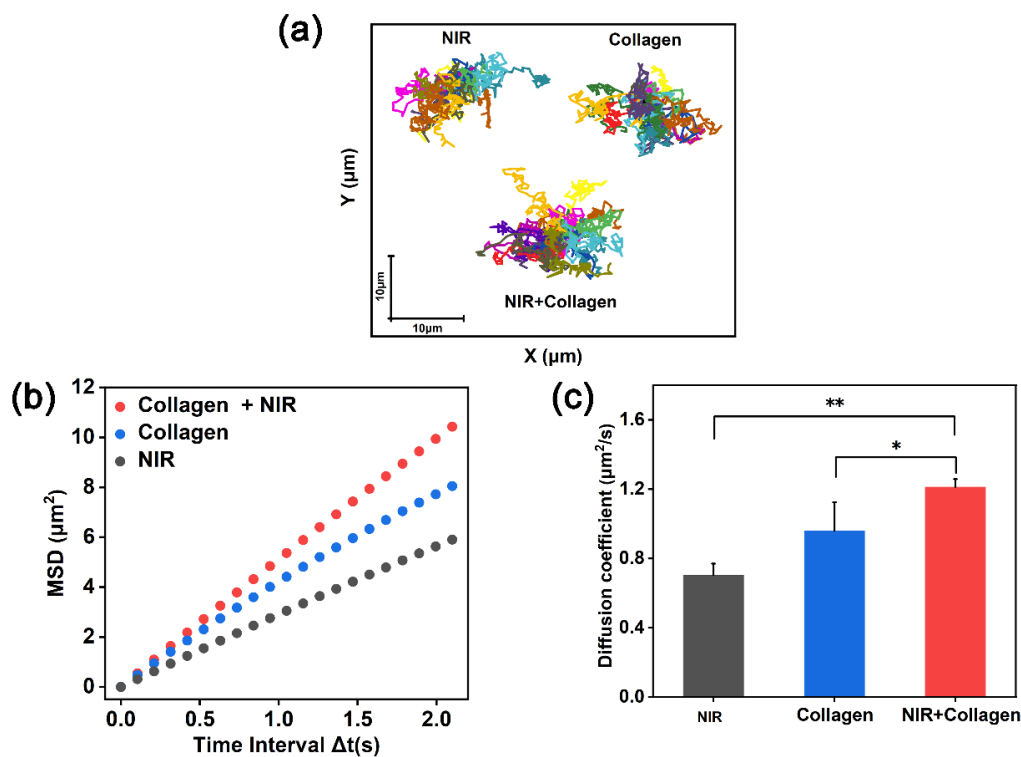 (a)
NIR
Collagen
Y (µm)
10µm
10µm
NIR+Collagen
X (µm)
(b)
12
10
8
6
4
2
0
MSD (µm²)
Collagen + NIR
Collagen
NIR
0.0 0.5 1.0 1.5 2.0
Time Interval Δt(s)
(c)
1.6
1.2
0.8
0.4
0.0
Diffusion coefficient (µm²/s)
**
*
NIR Collagen NIR+Collagen